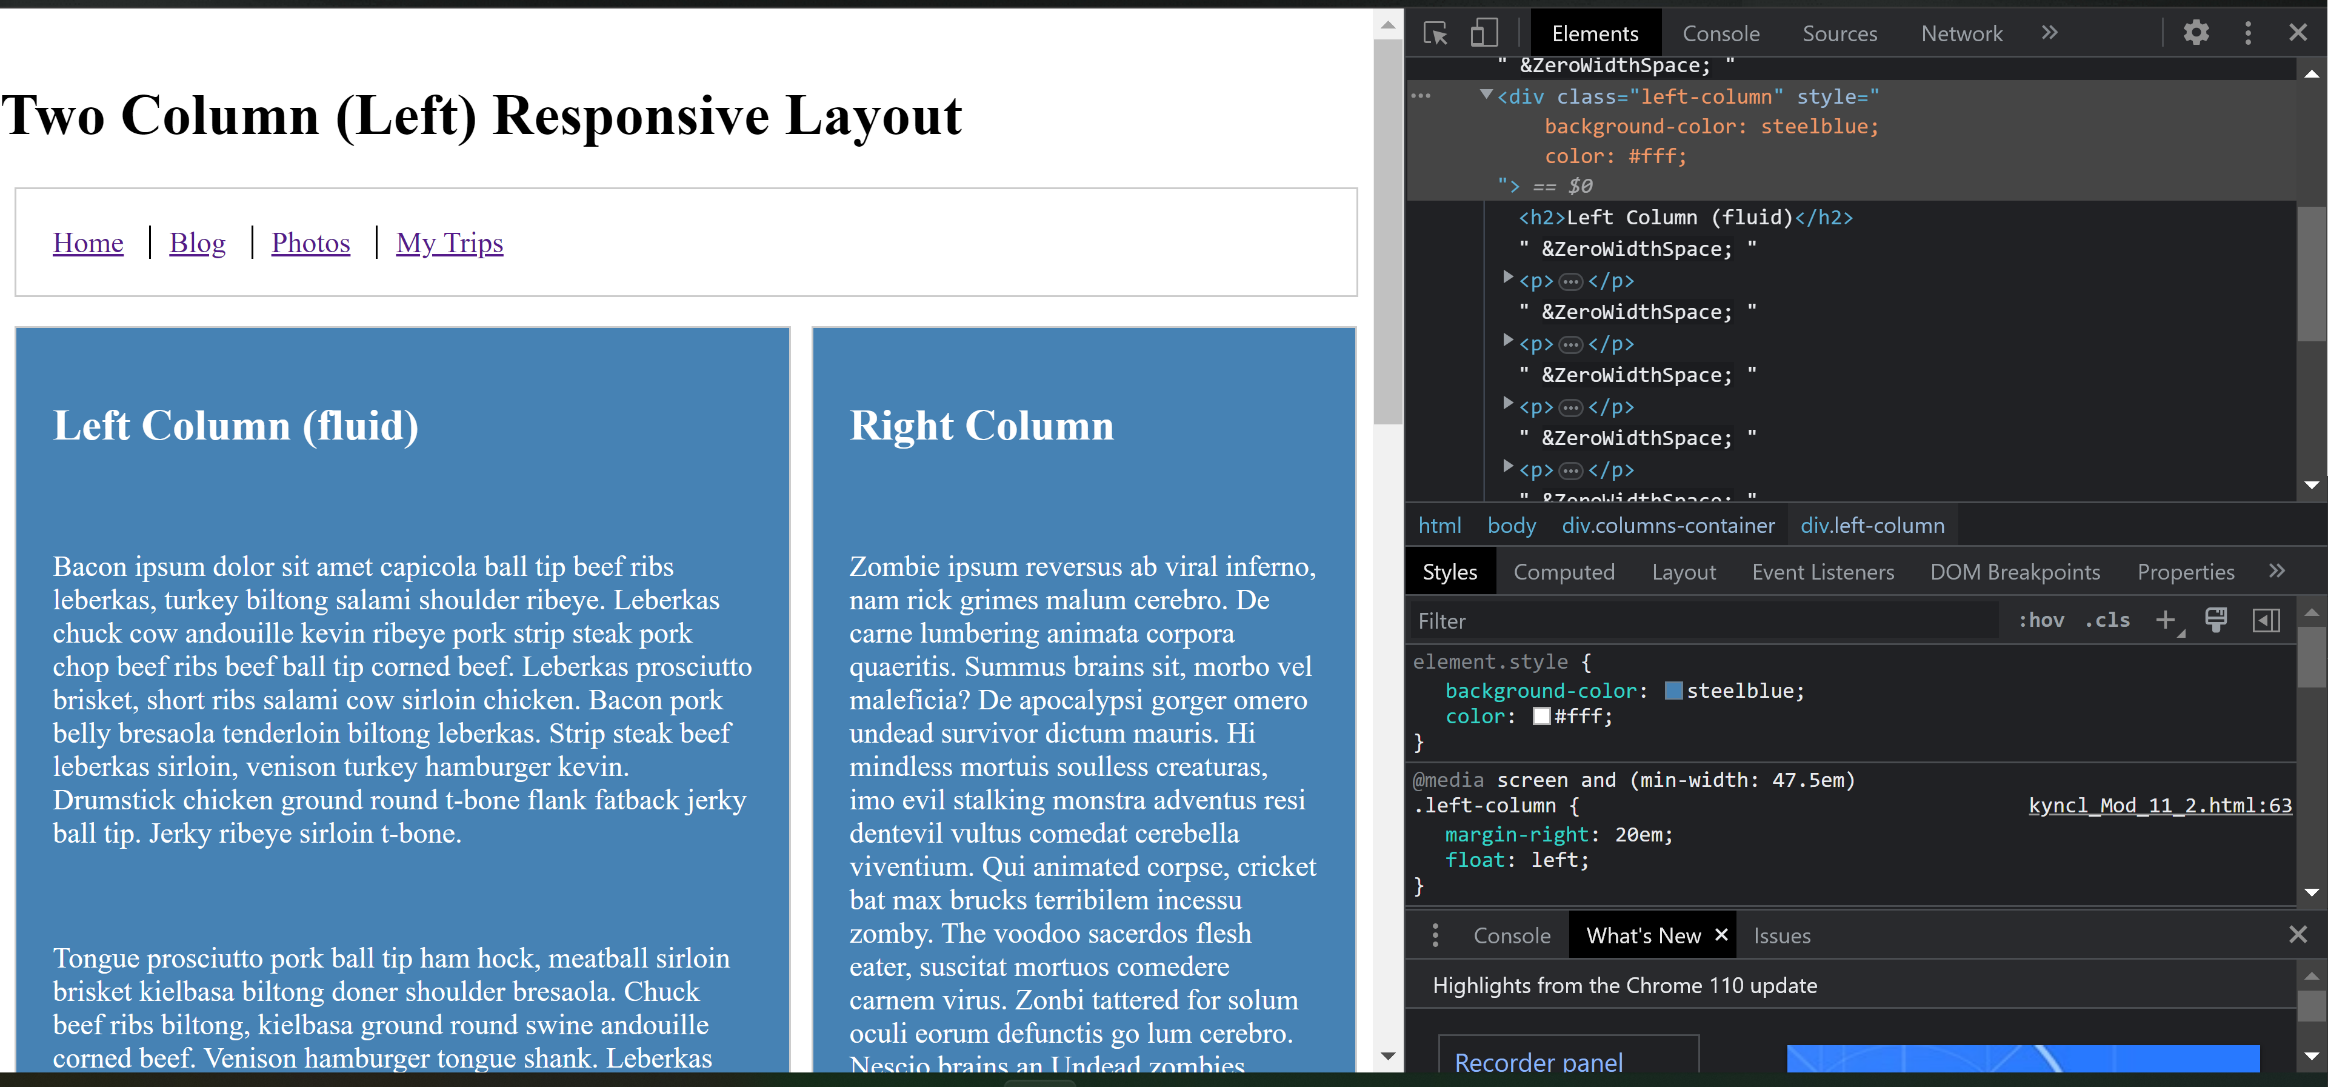 Two Column (Left) Responsive Layout
Home
Blog
Photos
My Trips
Left Column (fluid)
Bacon ipsum dolor sit amet capicola ball tip beef ribs
leberkas, turkey biltong salami shoulder ribeye. Leberkas
chuck cow andouille kevin ribeye pork strip steak pork
chop beef ribs beef ball tip corned beef. Leberkas prosciutto
brisket, short ribs salami cow sirloin chicken. Bacon pork
belly bresaola tenderloin biltong leberkas. Strip steak beef
leberkas sirloin, venison turkey hamburger kevin.
Drumstick chicken ground round t-bone flank fatback jerky
ball tip. Jerky ribeye sirloin t-bone.
Tongue prosciutto pork ball tip ham hock, meatball sirloin
brisket kielbasa biltong doner shoulder bresaola. Chuck
beef ribs biltong, kielbasa ground round swine andouille
corned beef. Venison hamburger tongue shank. Leberkas
Right Column
Zombie ipsum reversus ab viral inferno,
nam rick grimes malum cerebro. De
carne lumbering animata corpora
quaeritis. Summus brains sit, morbo vel
maleficia? De apocalypsi gorger omero
undead survivor dictum mauris. Hi
mindless mortuis soulless creaturas,
imo evil stalking monstra adventus resi
dentevil vultus comedat cerebella
viventium. Qui animated corpse, cricket
bat max brucks terribilem incessu
zomby. The voodoo sacerdos flesh
eater, suscitat mortuos comedere
carnem virus. Zonbi tattered for solum
oculi eorum defunctis go lum cerebro.
Nescio brains an Undead zombies
Elements
Console
Sources
Network
" &ZeroWidthSpace; "
<div class="left-column" style="
background-color: steelblue;
color: #fff;
"> == $0
<h2>Left Column (fluid)</h2>
" &ZeroWidthSpace; "
<p>…</p>
" &ZeroWidthSpace; "
<p>…</p>
" &ZeroWidthSpace; "
<p>…</p>
" &ZeroWidthSpace; "
<p>…</p>
" &ZeroWidthSpace; "
html body div.columns-container div.left-column
Styles
Computed
Layout
Event Listeners
DOM Breakpoints
Properties
Filter
:hov .cls
element.style {
background-color: steelblue;
color: #fff;
}
@media screen and (min-width: 47.5em)
.left-column {
kyncl_Mod_11_2.html:63
margin-right: 20em;
float: left;
}
Console
What's New
Issues
Highlights from the Chrome 110 update
Recorder panel